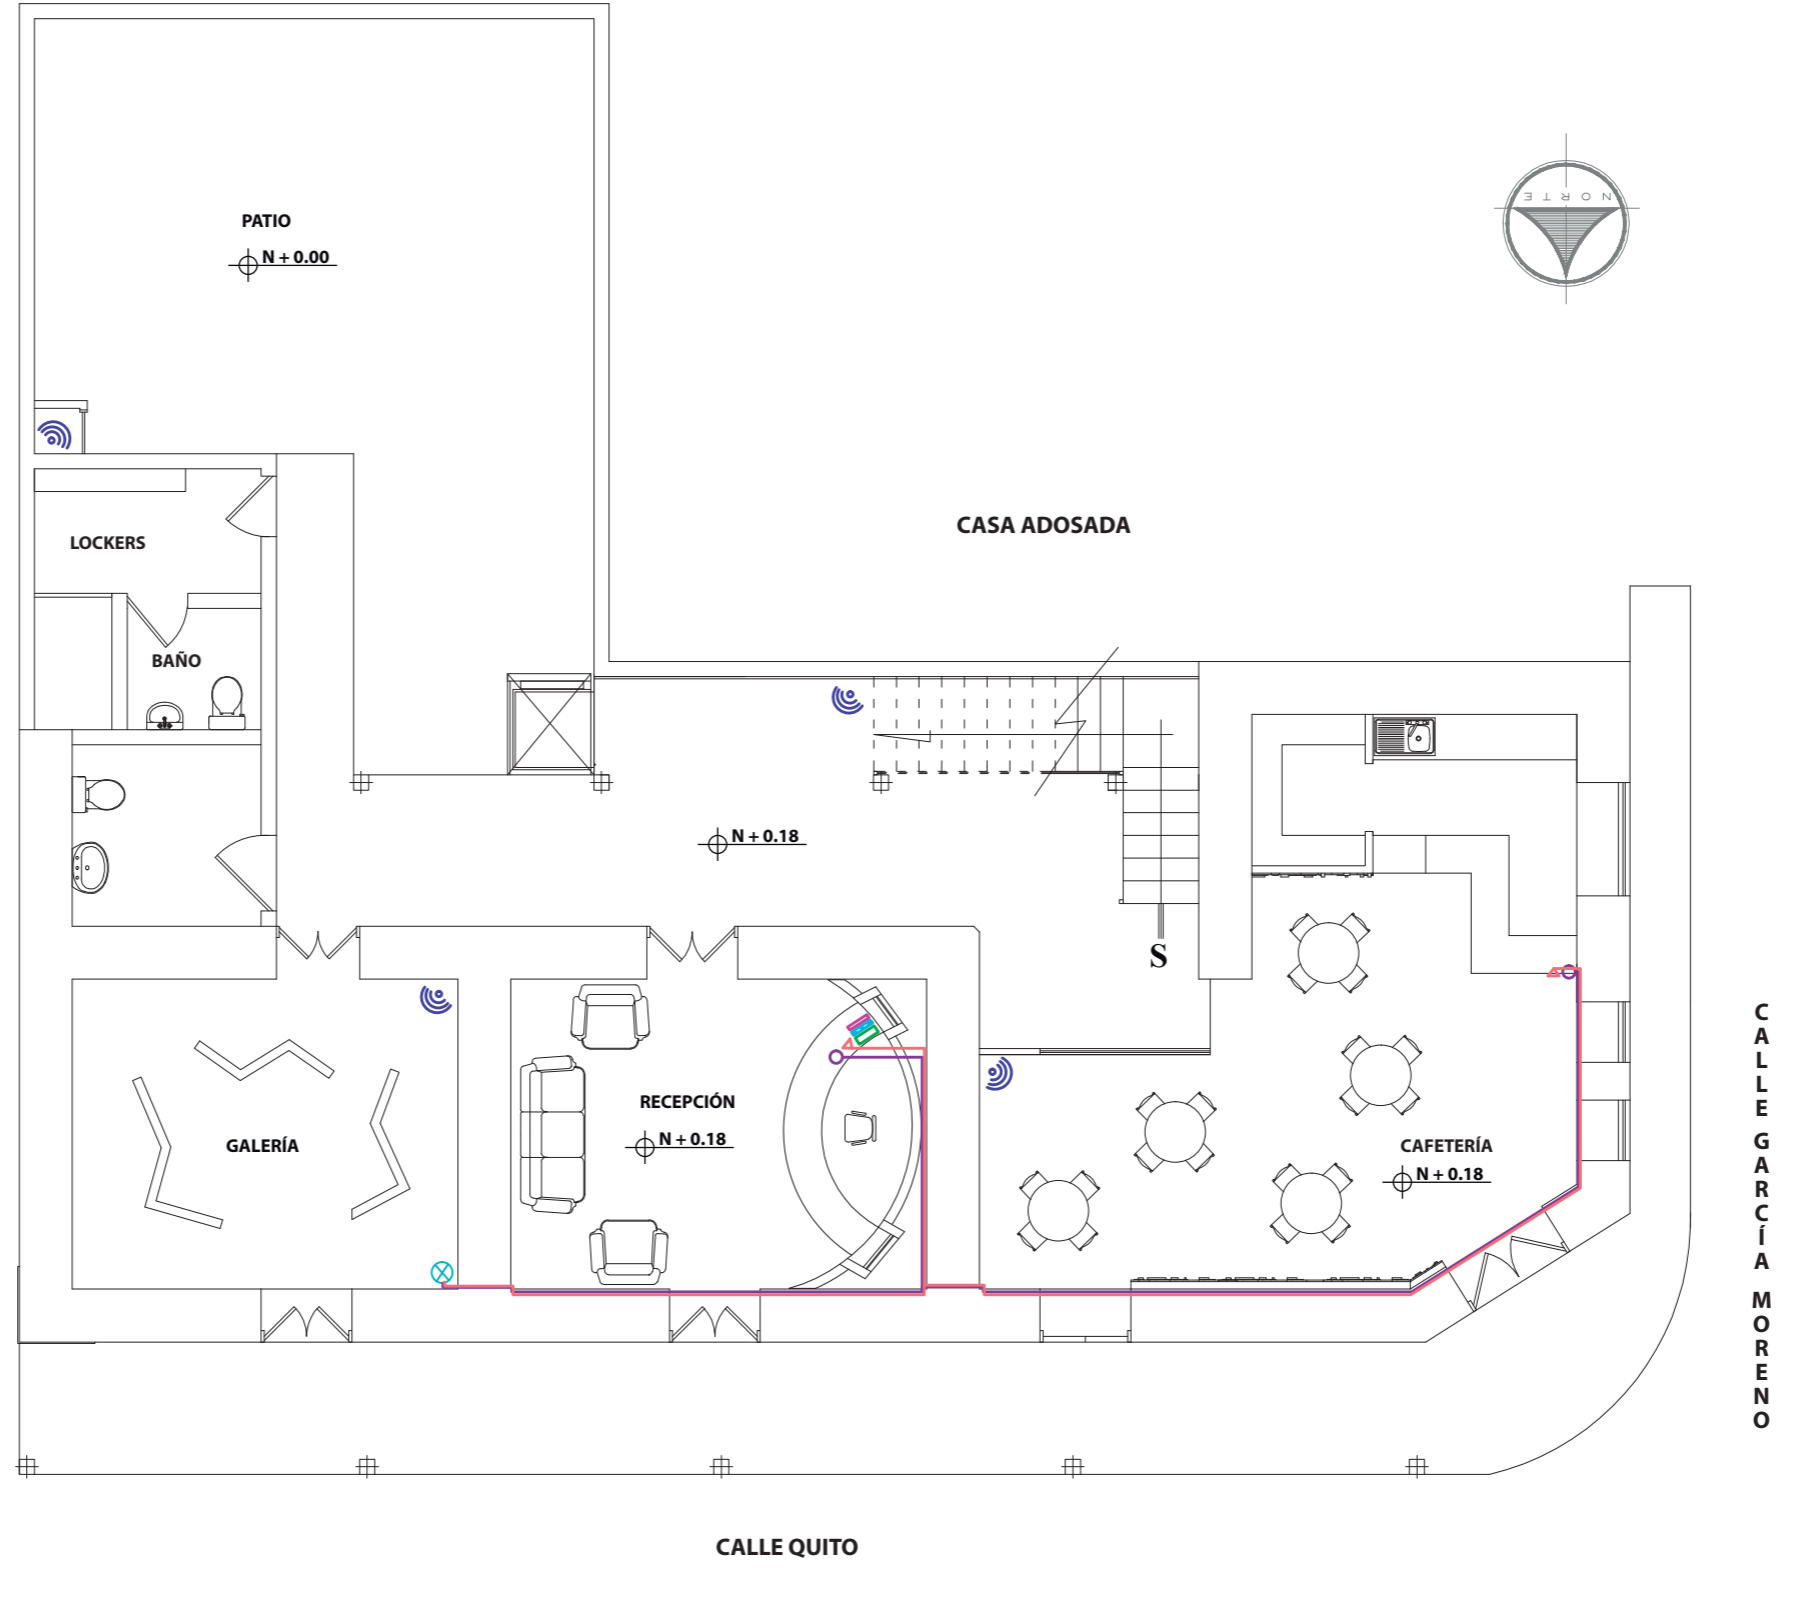 PATIO
N + 0.00
NORTE
LOCKERS
CASA ADOSADA
BAÑO
N + 0.18
S
RECEPCIÓN
N + 0.18
GALERÍA
CAFETERÍA
N + 0.18
CALLE GARCÍA MORENO
CALLE QUITO